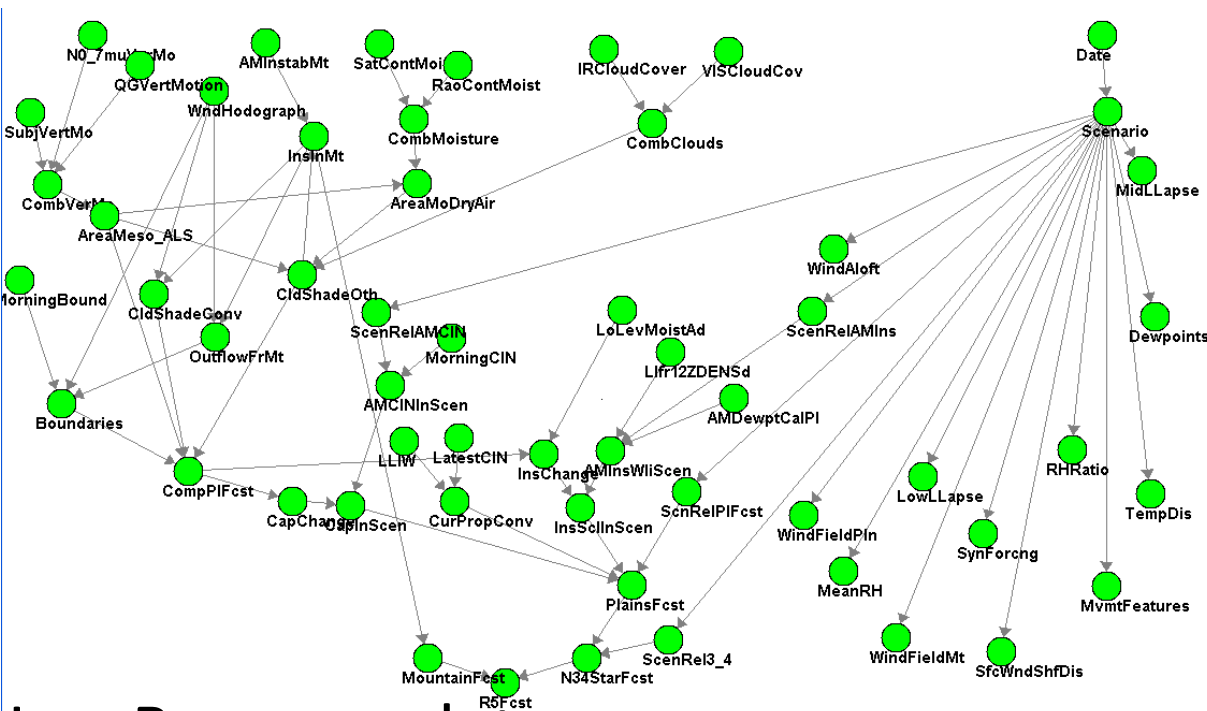 N0_7muVerMo
Date
AMInstabMt
SatContMoi
IRCloudCover
VISCloudCov
QGVertMotion
RaoContMoist
WndHodograph
SubjVertMo
Scenario
CombMoisture
CombClouds
InsInMt
MidLLapse
CombVerMo
AreaMoDryAir
AreaMeso_ALS
WindAloft
CldShadeOth
MorningBound
CldShadeConv
ScenRelAMCIN
LoLevMoistAd
ScenRelAMIns
Dewpoints
OutflowFrMt
MorningCIN
LIfr12ZDENSd
AMCINInScen
AMDewptCalPl
Boundaries
LLIW
LatestCIN
InsChange
AMInsWliScen
RHRatio
CompPlFcst
LowLLapse
ScnRelPlFcst
CapChange
CapInScen
CurPropConv
InsSclInScen
TempDis
WindFieldPln
SynForcng
MeanRH
PlainsFcst
MvmtFeatures
WindFieldMt
ScenRel3_4
SfcWndShfDis
MountainFcst
N34StarFcst
R5Fcst